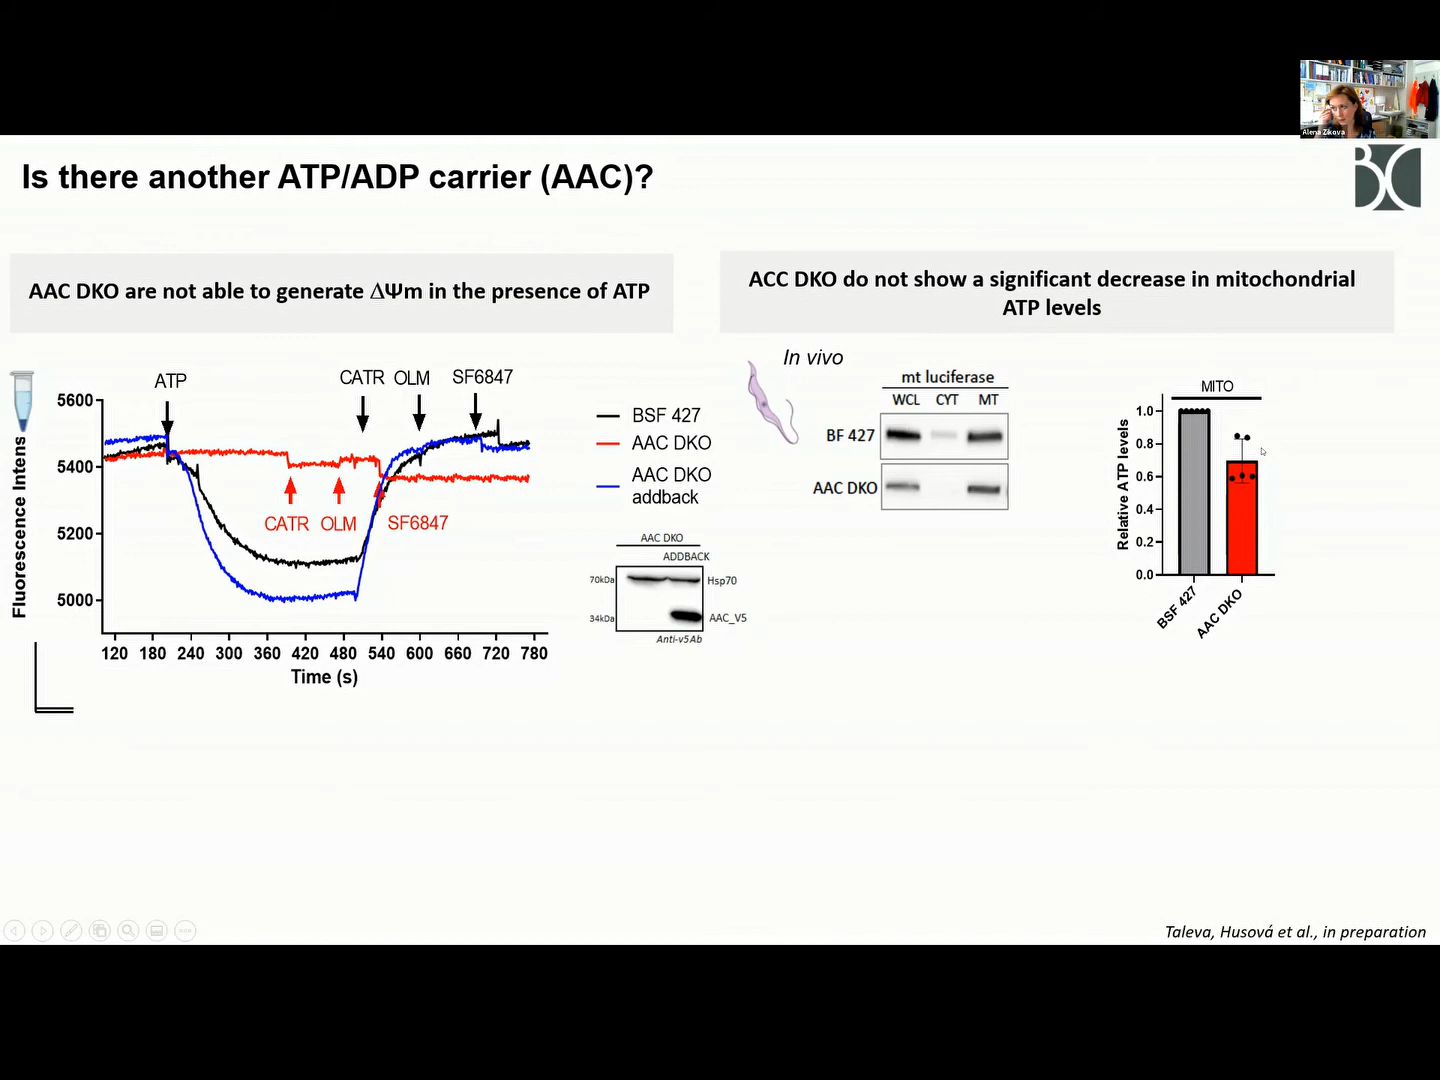 Alena Zikova
Is there another ATP/ADP carrier (AAC)?
BC
AAC DKO are not able to generate ΔΨm in the presence of ATP
ACC DKO do not show a significant decrease in mitochondrial
ATP levels
ATP
CATR OLM SF6847
Fluorescence Intens
5600
5400
5200
5000
CATR OLM SF6847
120 180 240 300 360 420 480 540 600 660 720 780
Time (s)
BSF 427
AAC DKO
AAC DKO
addback
AAC DKO
ADDBACK
70kDa Hsp70
34kDa AAC_V5
Anti-v5Ab
In vivo
mt luciferase
WCL CYT MT
BF 427
AAC DKO
MITO
Relative ATP levels
1.0
0.8
0.6
0.4
0.2
0.0
BSF 427
AAC DKO
Taleva, Husová et al., in preparation